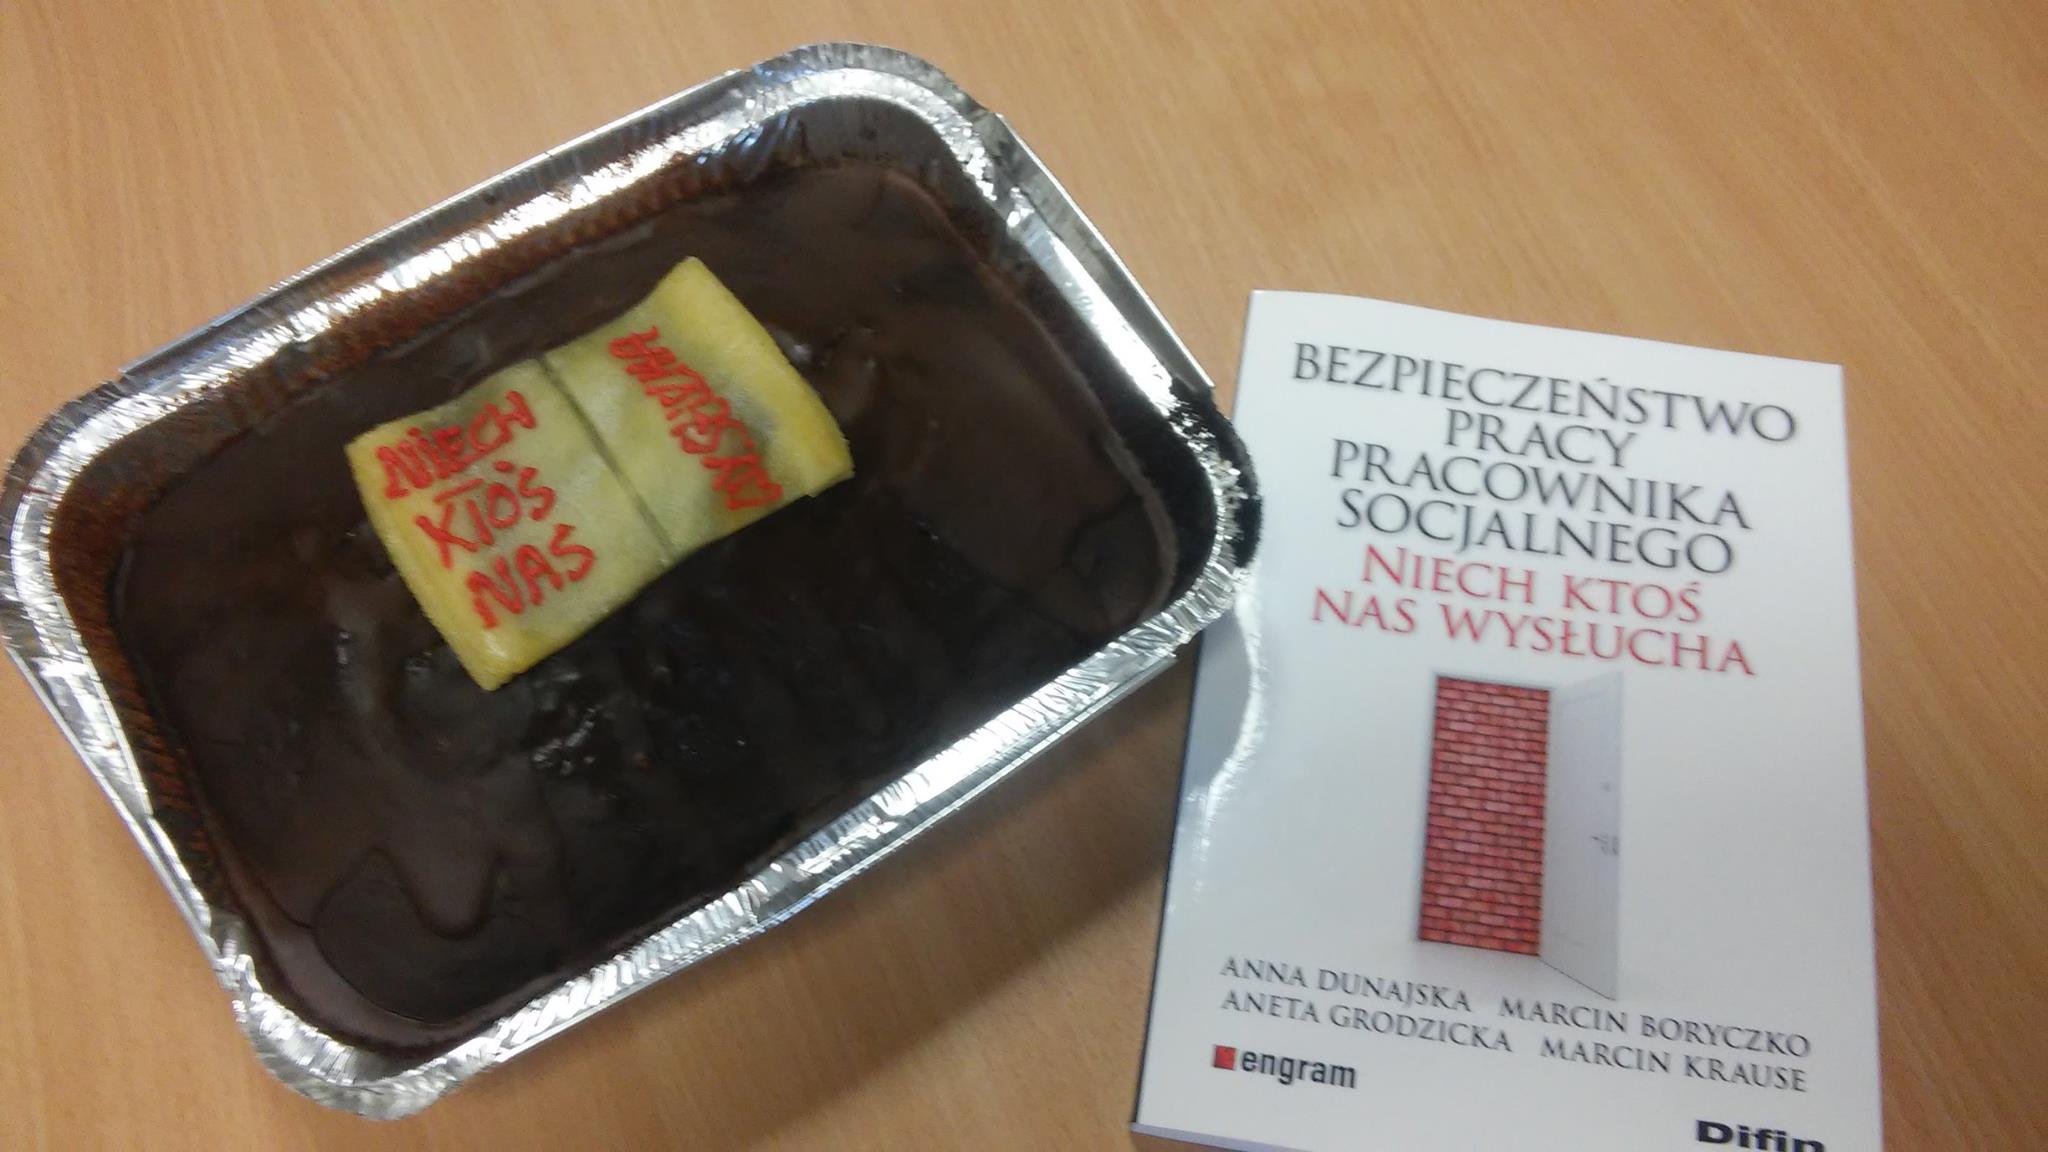 NIECH
KTOŚ
NAS
WYSŁUCHA
BEZPIECZEŃSTWO
PRACY
PRACOWNIKA
SOCJALNEGO
NIECH KTOŚ
NAS WYSŁUCHA
ANNA DUNAJSKA MARCIN BORYCZKO
ANETA GRODZICKA MARCIN KRAUSE
engram
Difin